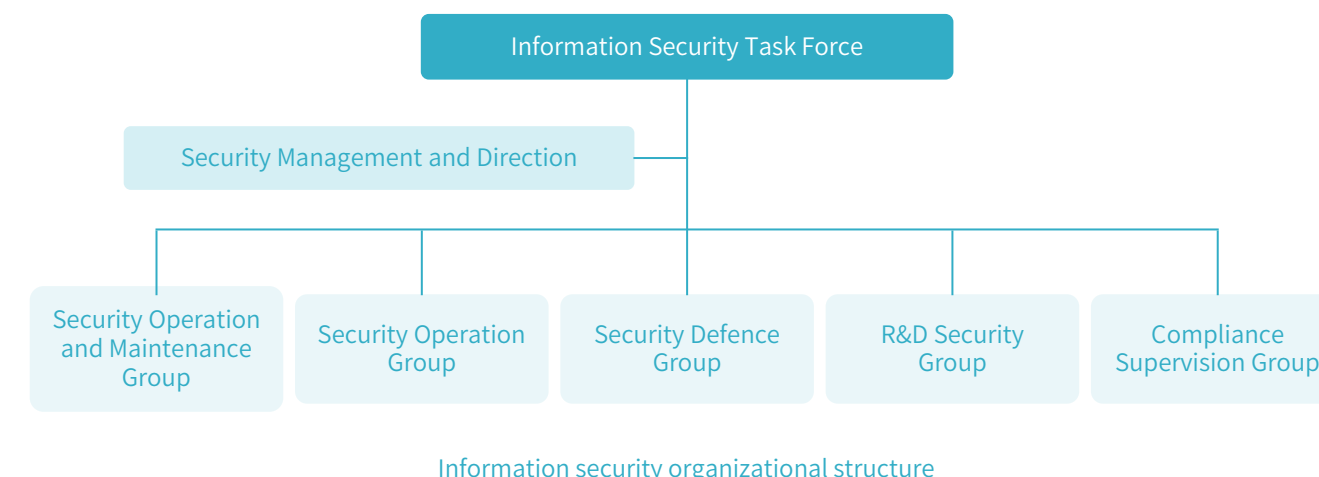 Information Security Task Force
Security Management and Direction
Security Operation
and Maintenance
Group
Security Operation
Group
Security Defence
Group
R&D Security
Group
Compliance
Supervision Group
Information security organizational structure